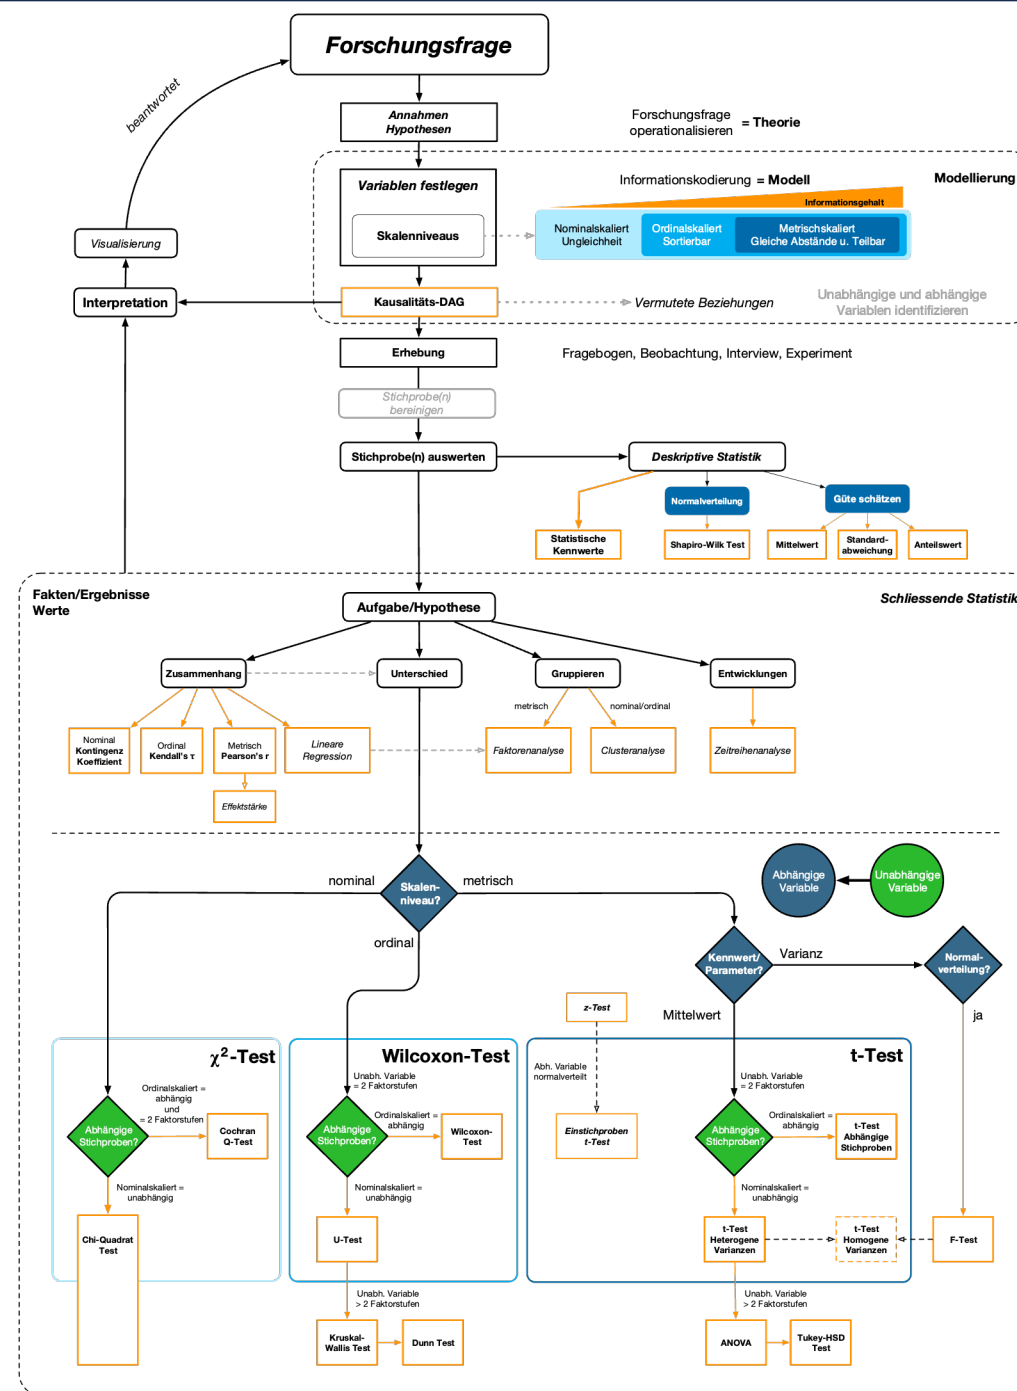 Forschungsfrage
beantwortet
Annahmen
Hypothesen
Forschungsfrage
operationalisieren
= Theorie
Variablen festlegen
Informationskodierung = Modell
Modellierung
Informationsgehalt
Skalenniveaus
Nominalskaliert
Ungleichheit
Ordinalskaliert
Sortierbar
Metrischskaliert
Gleiche Abstände u. Teilbar
Visualisierung
Interpretation
Kausalitäts-DAG
Vermutete Beziehungen
Unabhängige und abhängige
Variablen identifizieren
Erhebung
Fragebogen, Beobachtung, Interview, Experiment
Stichprobe(n)
bereinigen
Stichprobe(n) auswerten
Deskriptive Statistik
Normalverteilung
Güte schätzen
Statistische
Kennwerte
Shapiro-Wilk Test
Mittelwert
Standard-
abweichung
Anteilswert
Fakten/Ergebnisse
Werte
Schliessende Statistik
Aufgabe/Hypothese
Zusammenhang
Unterschied
Gruppieren
Entwicklungen
metrisch
nominal/ordinal
Nominal
Kontingenz
Koeffizient
Ordinal
Kendall's τ
Metrisch
Pearson's r
Lineare
Regression
Faktorenanalyse
Clusteranalyse
Zeitreihenanalyse
Effektstärke
nominal
Skalen-
niveau?
metrisch
ordinal
Abhängige
Variable
Unabhängige
Variable
Kennwert/
Parameter?
Varianz
Normal-
verteilung?
Mittelwert
ja
z-Test
χ²-Test
Wilcoxon-Test
t-Test
Abh. Variable
normalverteilt
Einstichproben
t-Test
Ordinalskaliert =
abhängig
und
= 2 Faktorstufen
Abhängige
Stichproben?
Cochran
Q-Test
Nominalskaliert =
unabhängig
Chi-Quadrat
Test
Unabh. Variable
= 2 Faktorstufen
Abhängige
Stichproben?
Ordinalskaliert =
abhängig
Wilcoxon-
Test
Nominalskaliert =
unabhängig
U-Test
Unabh. Variable
> 2 Faktorstufen
Kruskal-
Wallis Test
Dunn Test
Unabh. Variable
= 2 Faktorstufen
Abhängige
Stichproben?
Ordinalskaliert =
abhängig
t-Test
Abhängige
Stichproben
Nominalskaliert =
unabhängig
t-Test
Heterogene
Varianzen
t-Test
Homogene
Varianzen
F-Test
Unabh. Variable
> 2 Faktorstufen
ANOVA
Tukey-HSD
Test